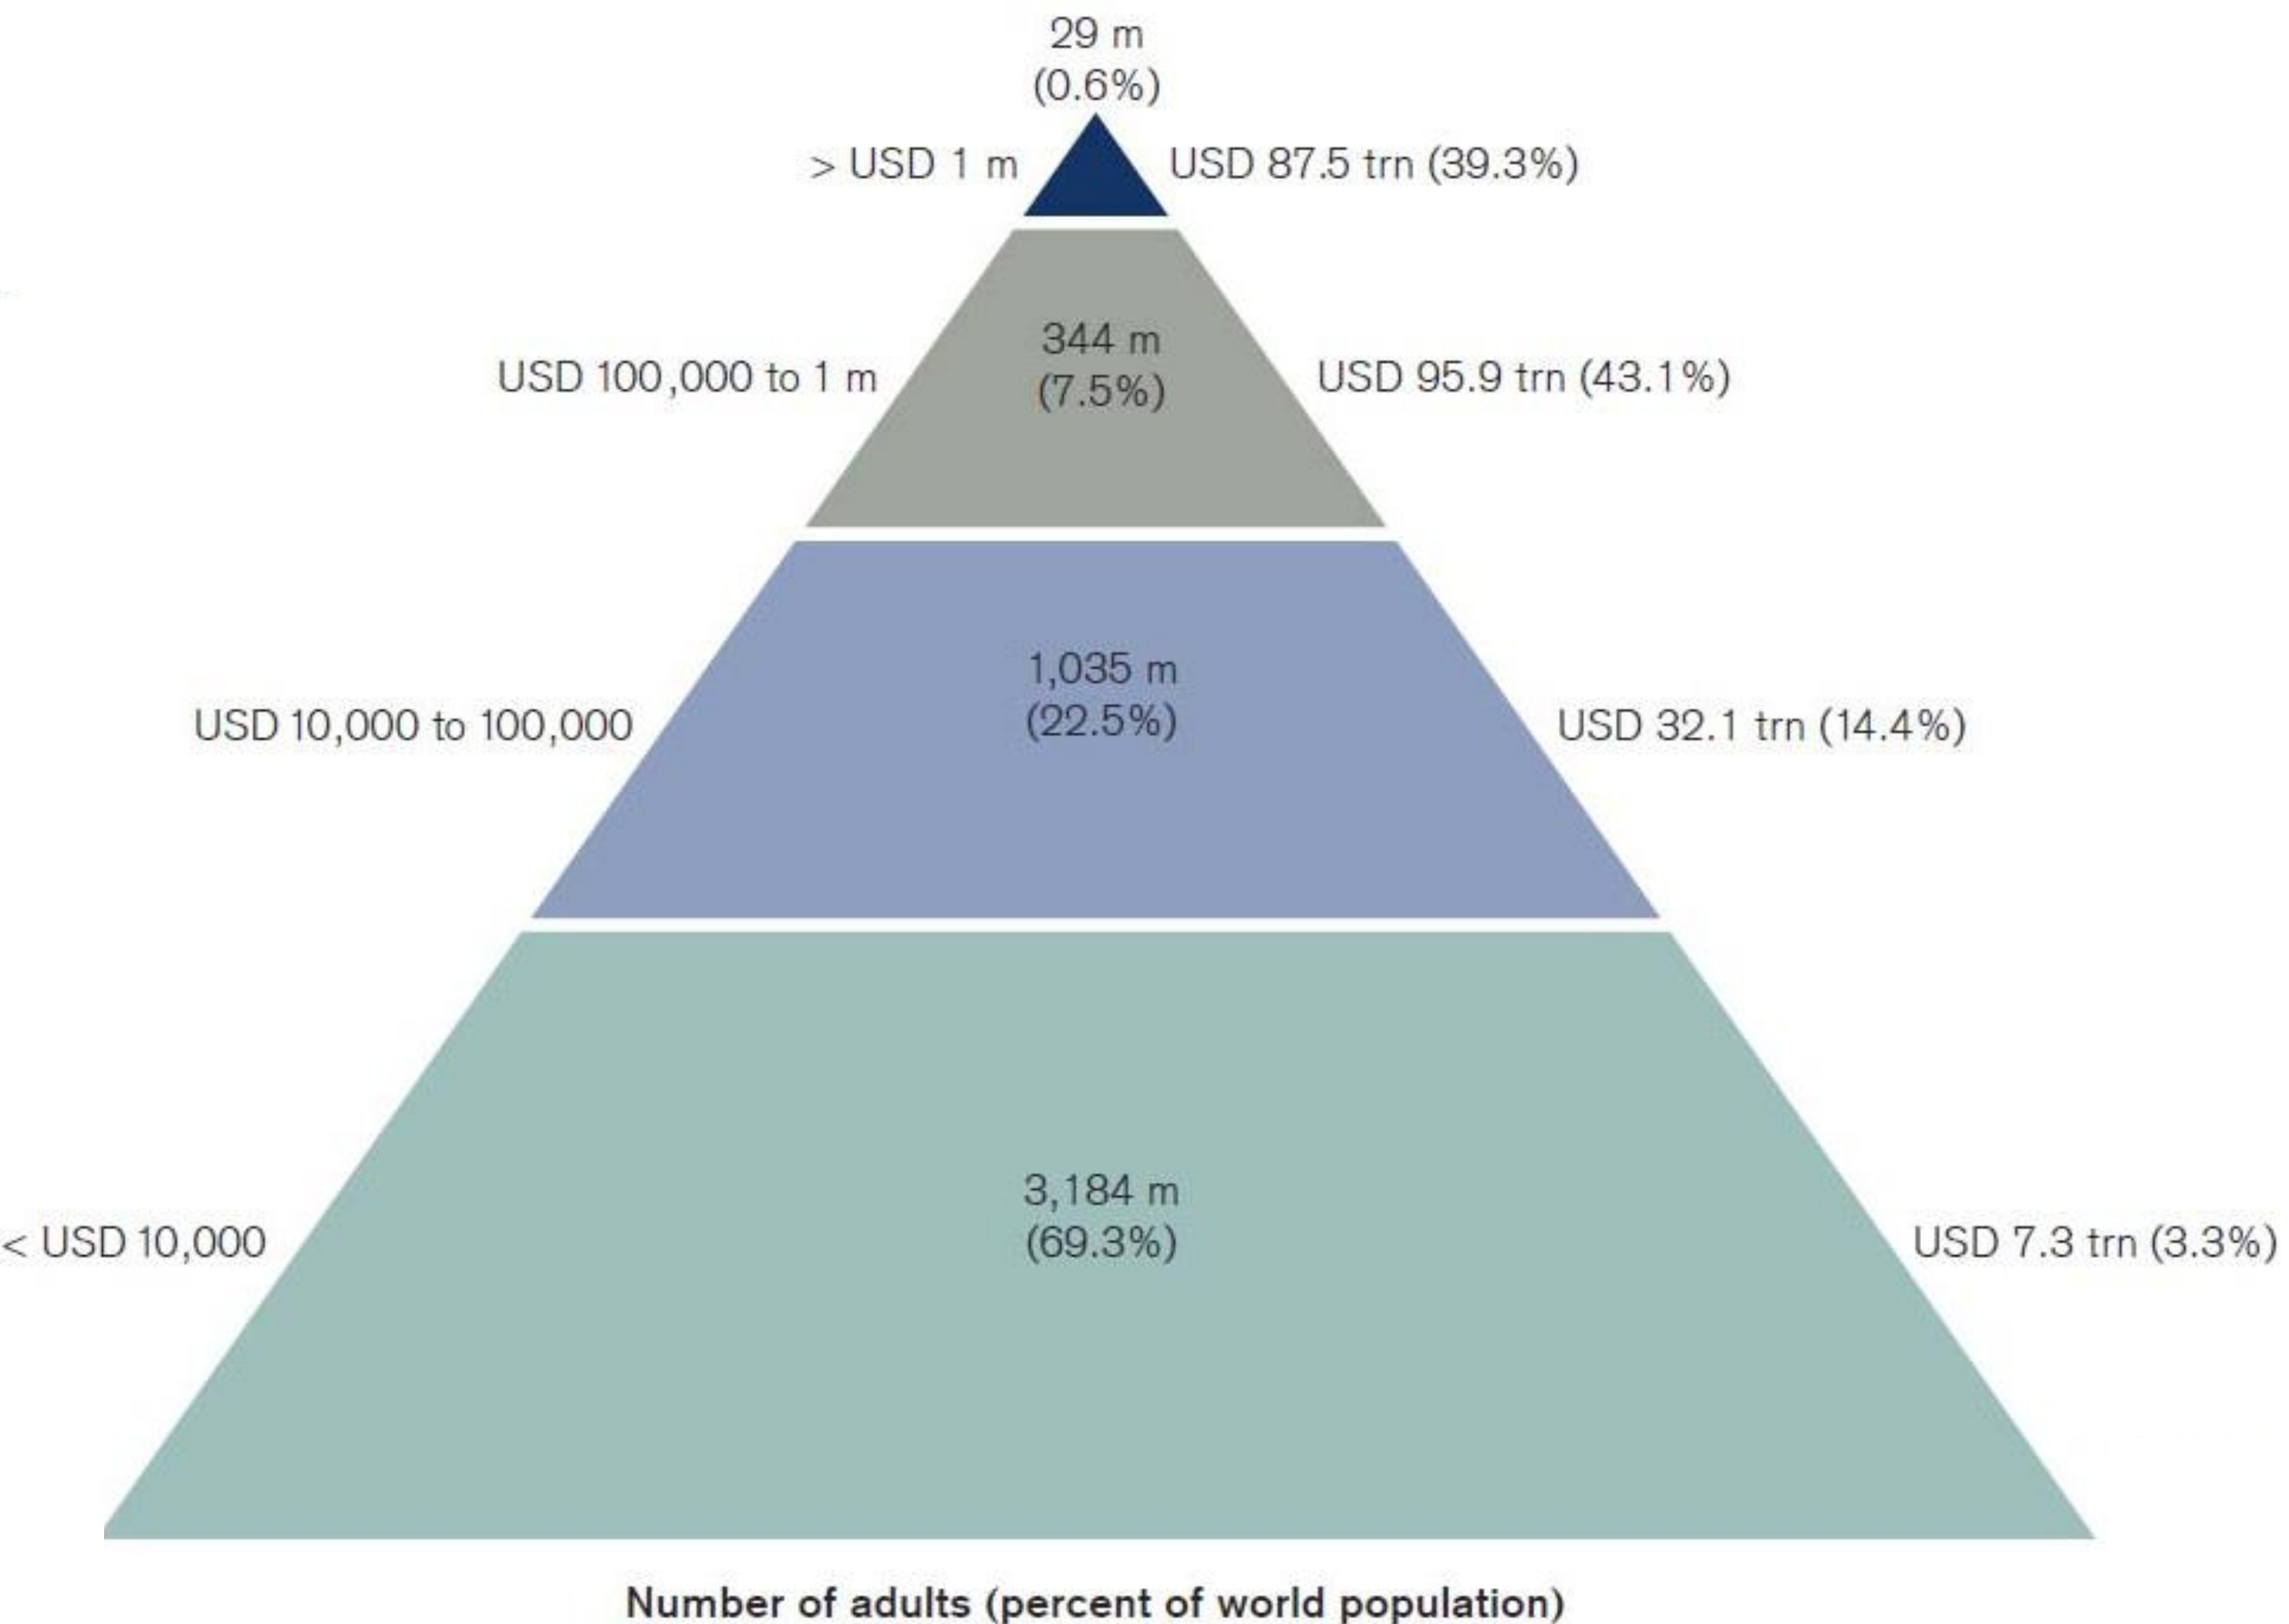 29 m
(0.6%)
> USD 1 m
USD 87.5 trn (39.3%)
344 m
(7.5%)
USD 100,000 to 1 m
USD 95.9 trn (43.1%)
1,035 m
(22.5%)
USD 10,000 to 100,000
USD 32.1 trn (14.4%)
3,184 m
(69.3%)
< USD 10,000
USD 7.3 trn (3.3%)
Number of adults (percent of world population)